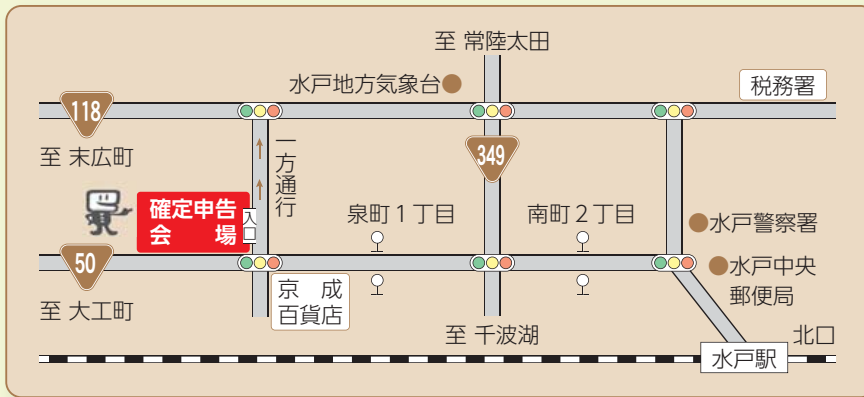 至 常陸太田
水戸地方気象台
税務署
118
至 末広町
一方通行
349
確定申告
会　場
入口
泉町１丁目
南町２丁目
水戸警察署
50
水戸中央
郵便局
至 大工町
京　成
百貨店
至 千波湖
北口
水戸駅